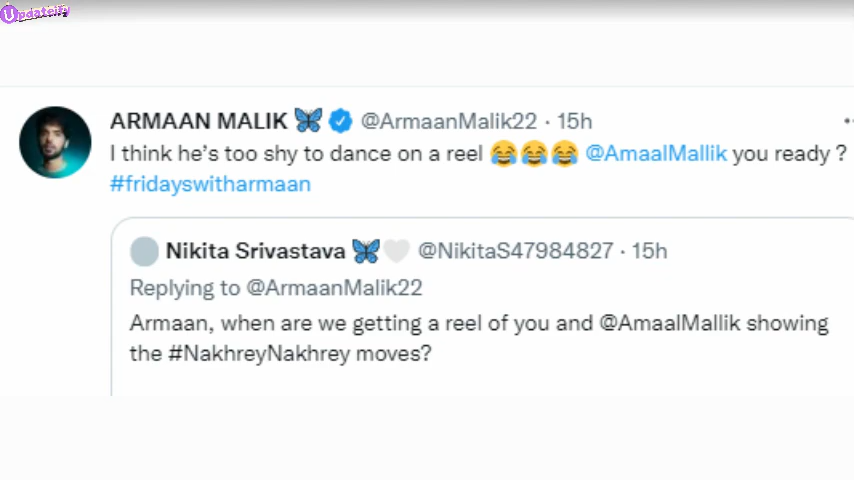 Updateify
ARMAAN MALIK 🦋 @ArmaanMalik22 · 15h
I think he's too shy to dance on a reel 😂😂😂 @AmaalMallik you ready ?
#fridayswitharmaan
Nikita Srivastava 🦋🤍 @NikitaS47984827 · 15h
Replying to @ArmaanMalik22
Armaan, when are we getting a reel of you and @AmaalMallik showing
the #NakhreyNakhrey moves?